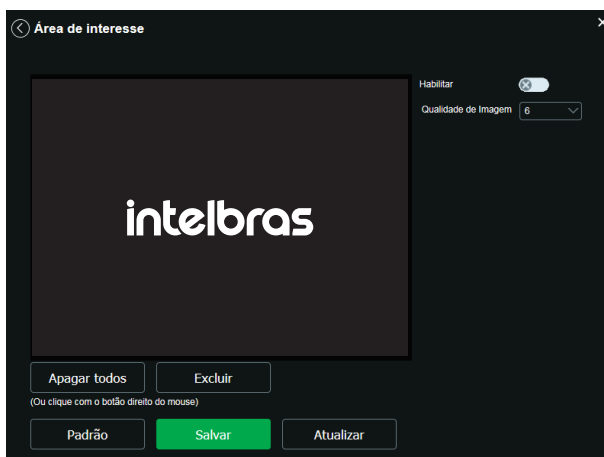 Área de interesse
Habilitar
Qualidade de Imagem 6
intelbras
Apagar todos Excluir
(Ou clique com o botão direito do mouse)
Padrão Salvar Atualizar